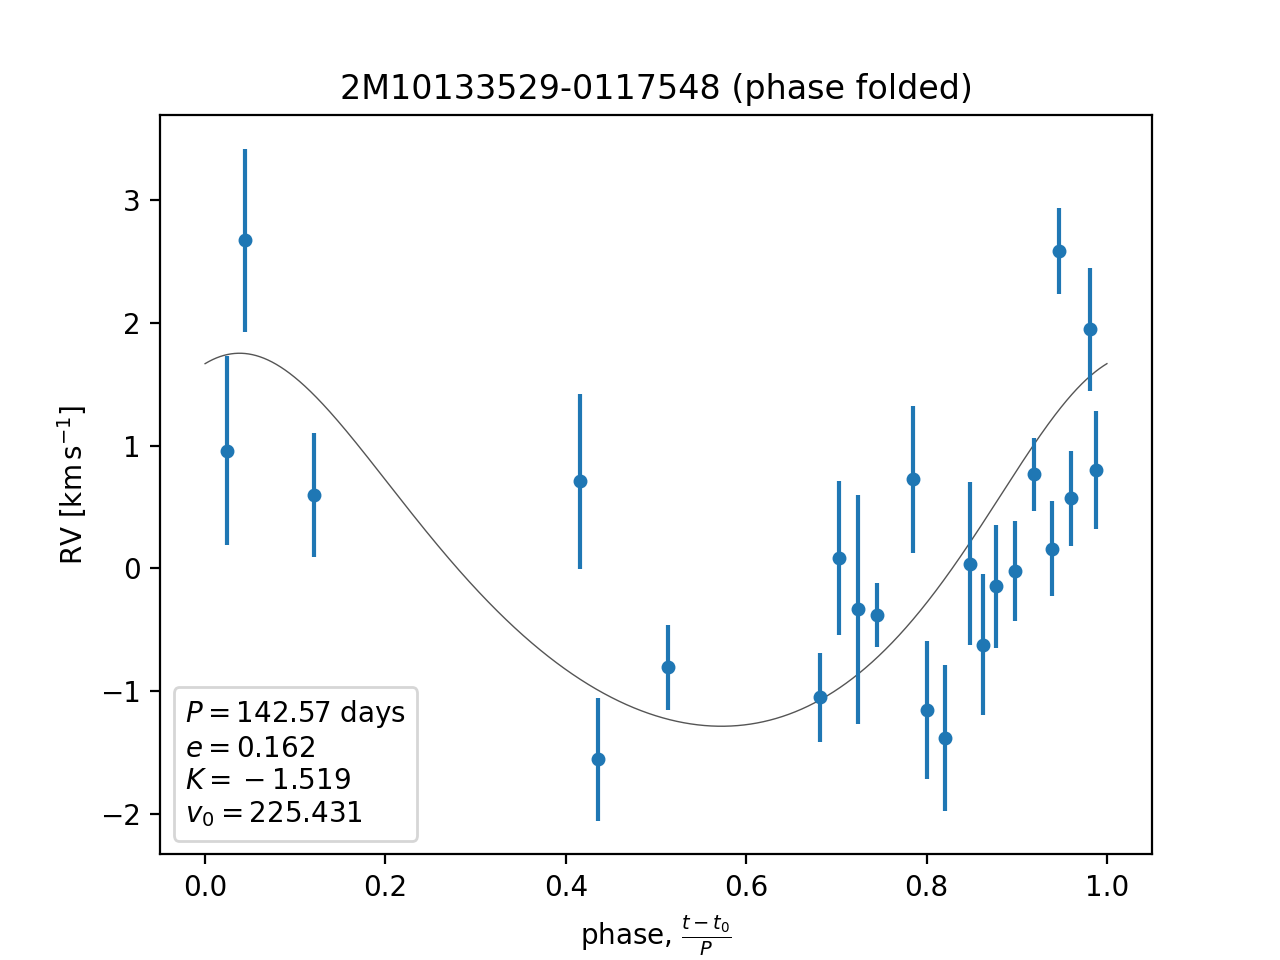 2M10133529-0117548 (phase folded)
RV [km s⁻¹]
3
2
1
0
−1
−2
P = 142.57 days
e = 0.162
K = −1.519
v₀ = 225.431
0.0 0.2 0.4 0.6 0.8 1.0
phase, (t − t₀)/P